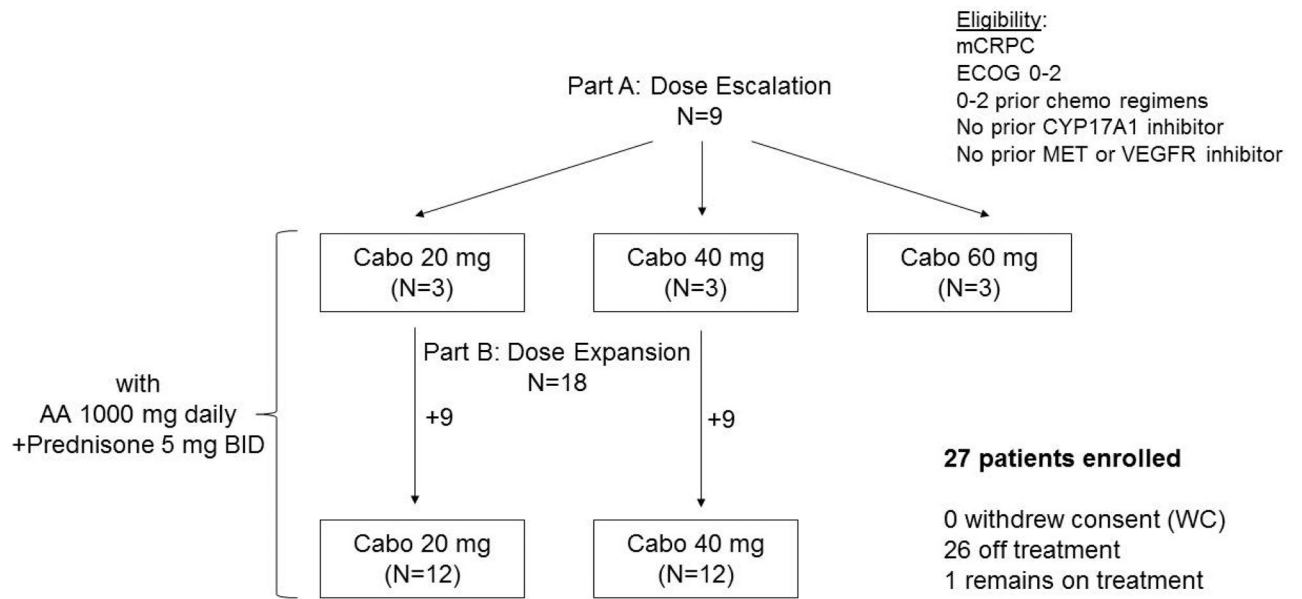 Eligibility:
mCRPC
ECOG 0-2
0-2 prior chemo regimens
No prior CYP17A1 inhibitor
No prior MET or VEGFR inhibitor
Part A: Dose Escalation
N=9
Cabo 20 mg
(N=3)
Cabo 40 mg
(N=3)
Cabo 60 mg
(N=3)
Part B: Dose Expansion
N=18
with
AA 1000 mg daily
+Prednisone 5 mg BID
+9
+9
Cabo 20 mg
(N=12)
Cabo 40 mg
(N=12)
27 patients enrolled
0 withdrew consent (WC)
26 off treatment
1 remains on treatment